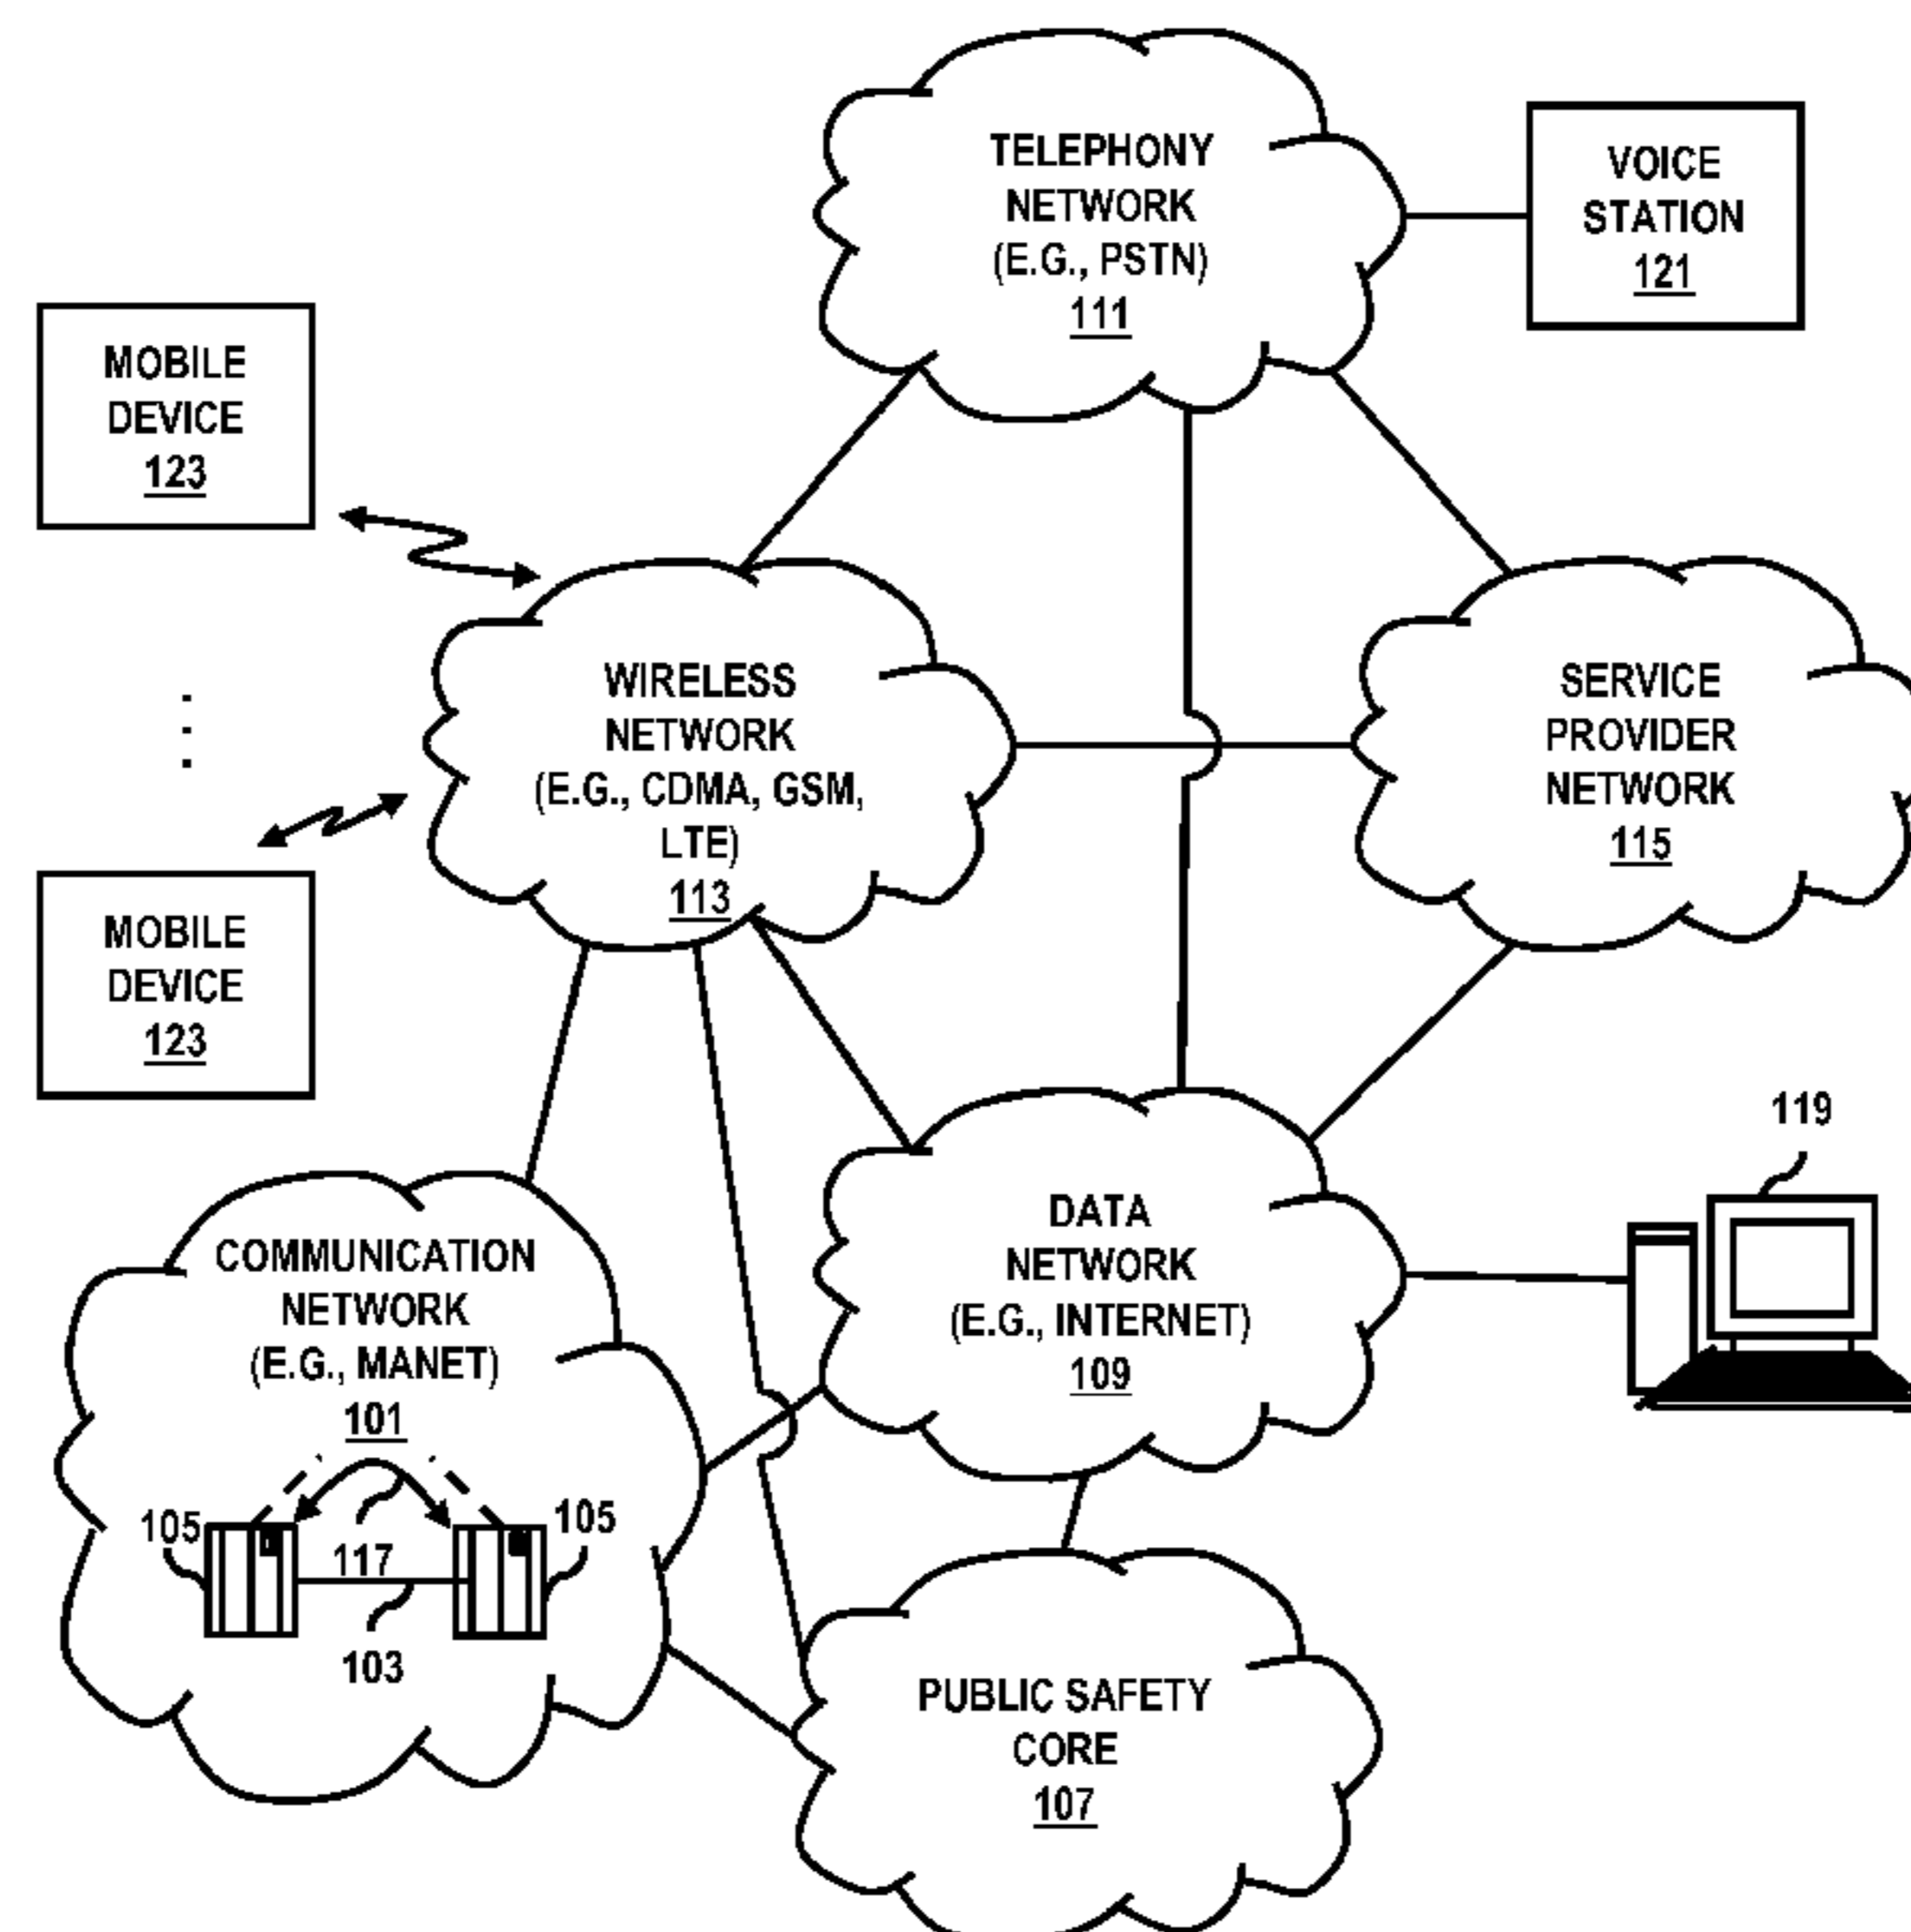 TELEPHONY
NETWORK
(E.G., PSTN)
111
VOICE
STATION
121
MOBILE
DEVICE
123
WIRELESS
NETWORK
(E.G., CDMA, GSM,
LTE)
113
SERVICE
PROVIDER
NETWORK
115
MOBILE
DEVICE
123
119
DATA
NETWORK
(E.G., INTERNET)
109
COMMUNICATION
NETWORK
(E.G., MANET)
101
105
117
105
103
PUBLIC SAFETY
CORE
107